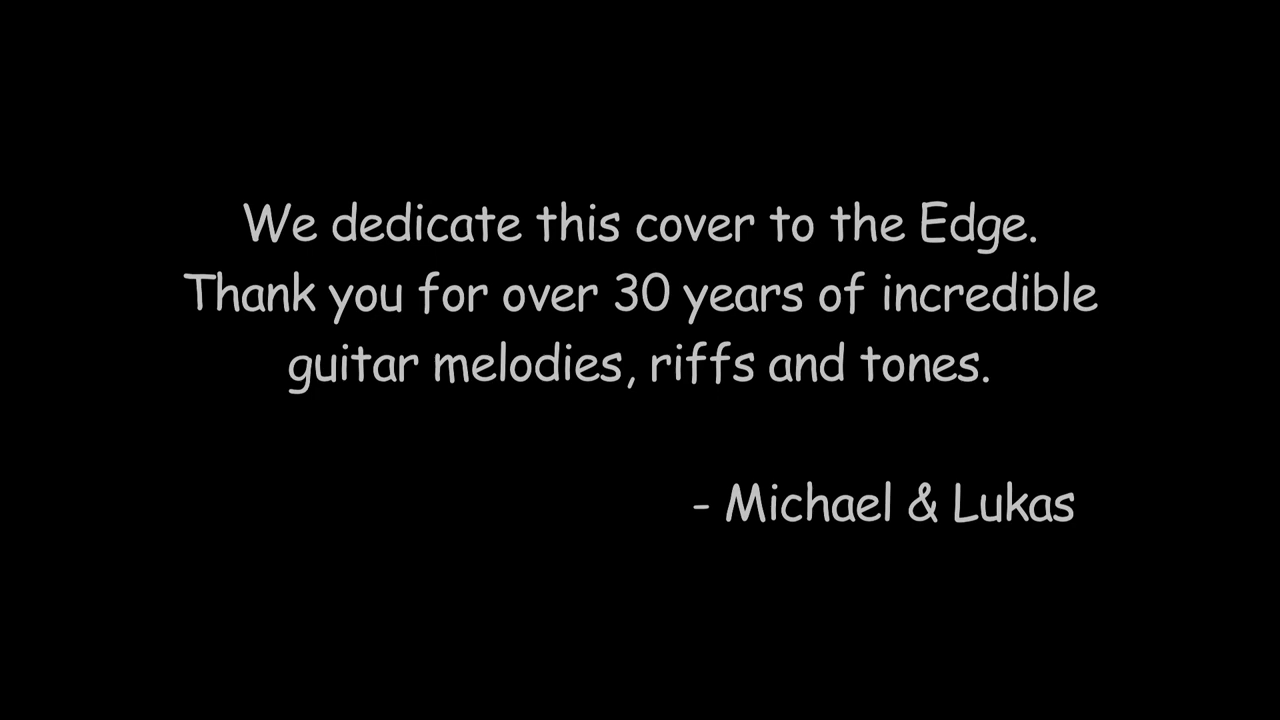 We dedicate this cover to the Edge.
Thank you for over 30 years of incredible
guitar melodies, riffs and tones.
- Michael & Lukas